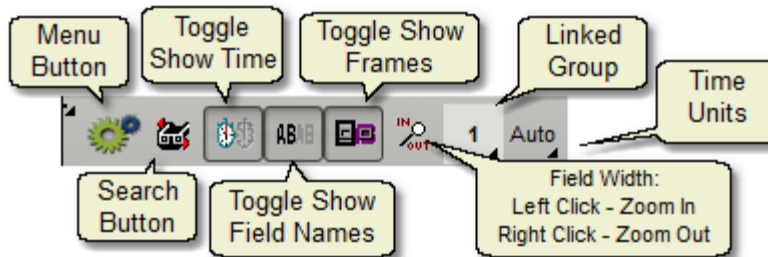 Menu
Button
Toggle
Show Time
Toggle Show
Frames
Linked
Group
Time
Units
ABAB
IN
OUT
1
Auto
Search
Button
Toggle Show
Field Names
Field Width:
Left Click - Zoom In
Right Click - Zoom Out